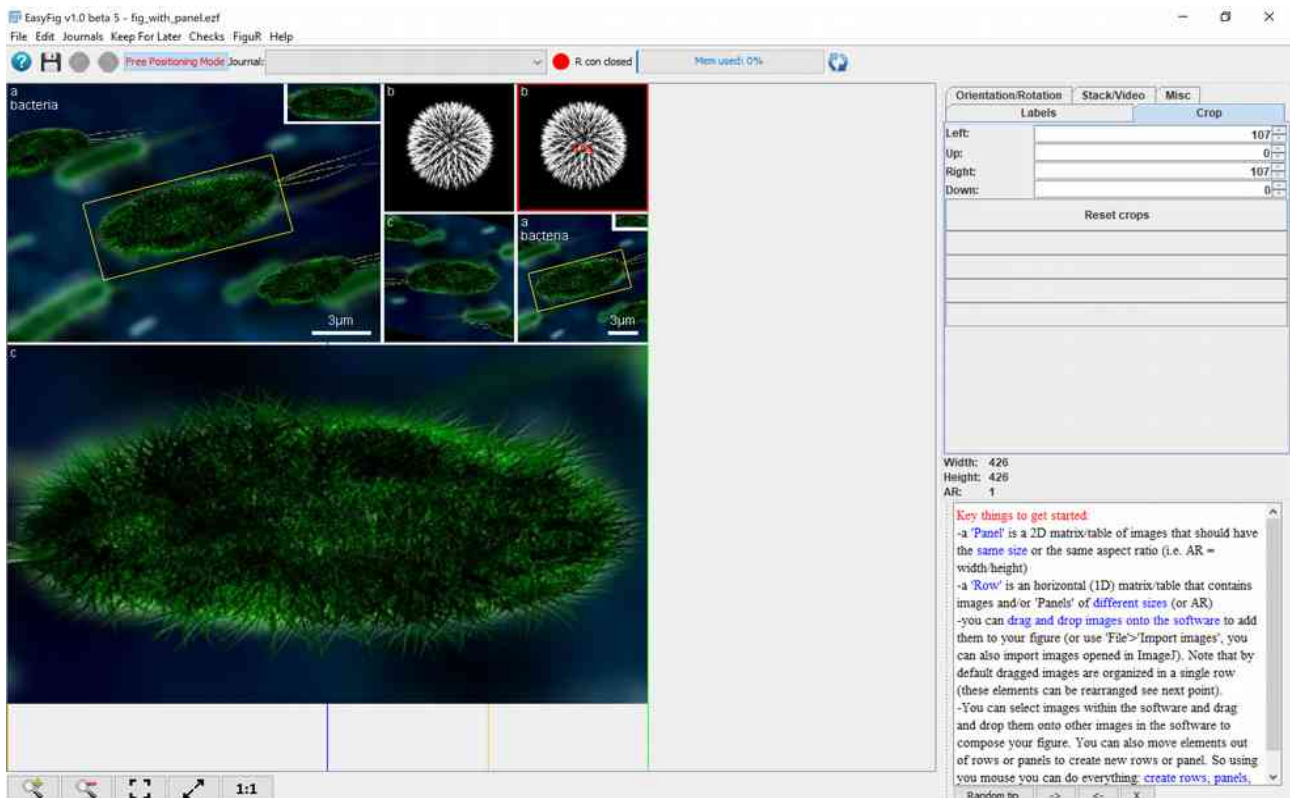 EasyFig v1.0 beta 5 - fig_with_panel.ezf
File Edit Journals Keep For Later Checks FiguR Help
Free Positioning Mode Journal: R con closed Mem used: 0%
a
bacteria
3µm
b
b
c
a
bacteria
3µm
c
1:1
Orientation/Rotation Stack/Video Misc
Labels Crop
Left: 107
Up: 0
Right: 107
Down: 0
Reset crops
Width: 426
Height: 426
AR: 1
Key things to get started:
-a 'Panel' is a 2D matrix/table of images that should have
the same size or the same aspect ratio (i.e. AR =
width/height)
-a 'Row' is an horizontal (1D) matrix/table that contains
images and/or 'Panels' of different sizes (or AR)
-you can drag and drop images onto the software to add
them to your figure (or use 'File'>'Import images', you
can also import images opened in ImageJ). Note that by
default dragged images are organized in a single row
(these elements can be rearranged see next point).
-You can select images within the software and drag
and drop them onto other images in the software to
compose your figure. You can also move elements out
of rows or panels to create new rows or panel. So using
you mouse you can do everything: create rows, panels,
Random tip -> <- X